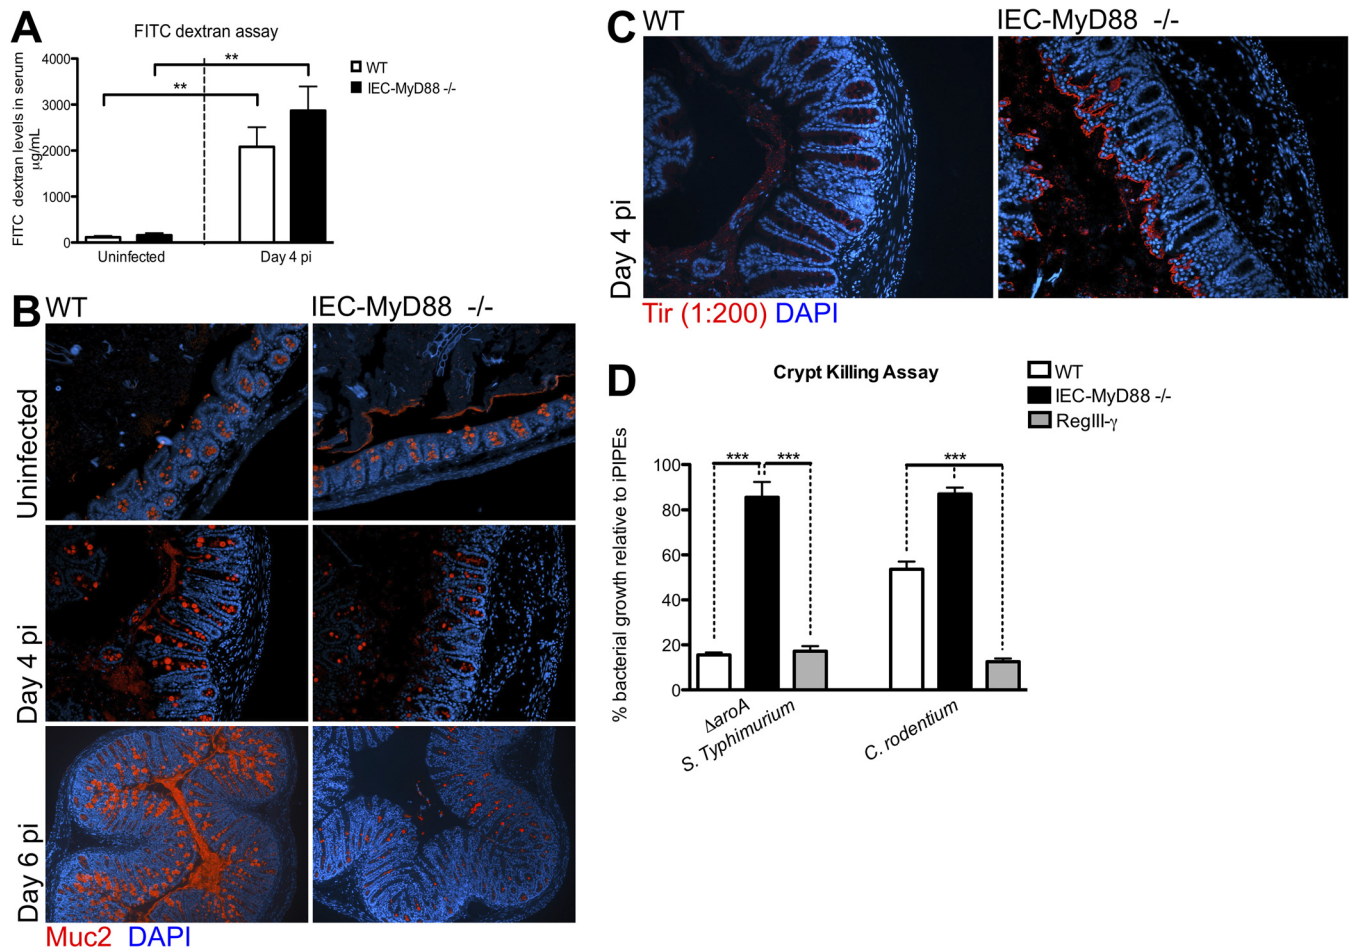 A
FITC dextran assay
FITC dextran levels in serum
µg/mL
4000
3000
2000
1000
0
**
**
Uninfected
Day 4 pi
WT
IEC-MyD88 -/-
B
WT
IEC-MyD88 -/-
Uninfected
Day 4 pi
Day 6 pi
Muc2 DAPI
C
WT
IEC-MyD88 -/-
Day 4 pi
Tir (1:200) DAPI
D
Crypt Killing Assay
WT
IEC-MyD88 -/-
RegIII-γ
% bacterial growth relative to iPIPEs
100
80
60
40
20
0
***
***
***
ΔaroA
S. Typhimurium
C. rodentium